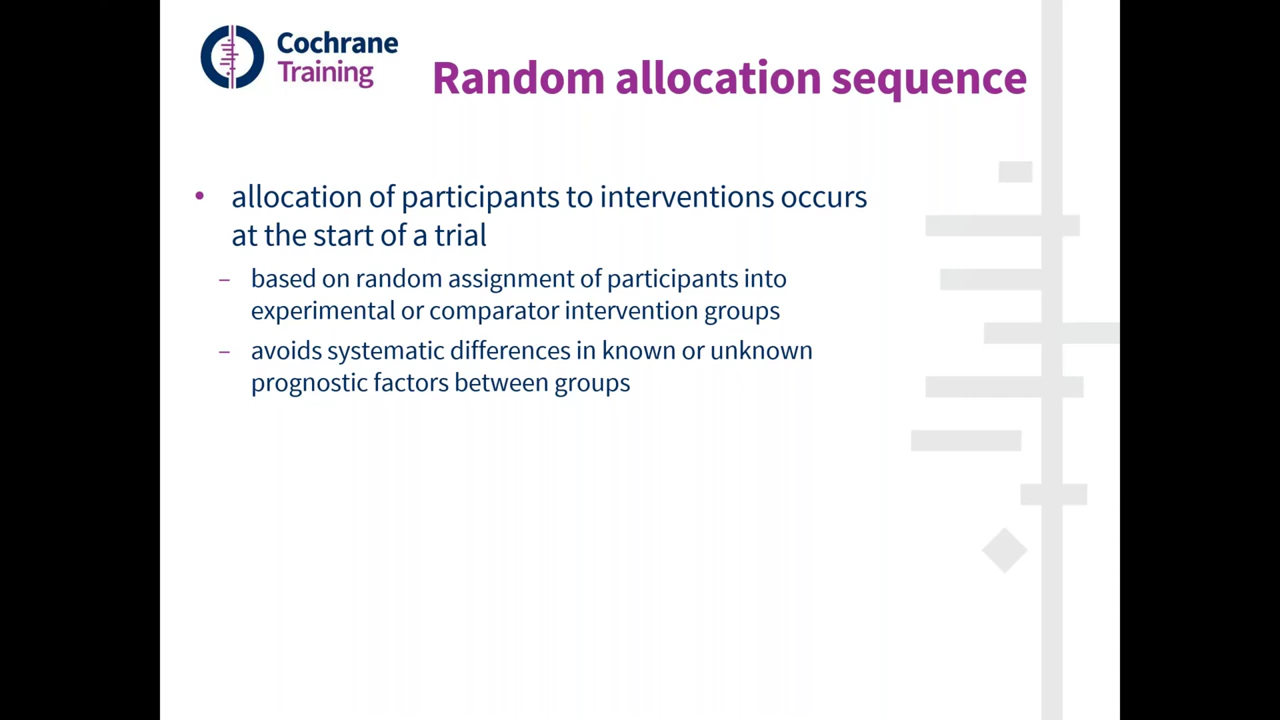 Cochrane
Training
Random allocation sequence
• allocation of participants to interventions occurs
at the start of a trial
– based on random assignment of participants into
experimental or comparator intervention groups
– avoids systematic differences in known or unknown
prognostic factors between groups